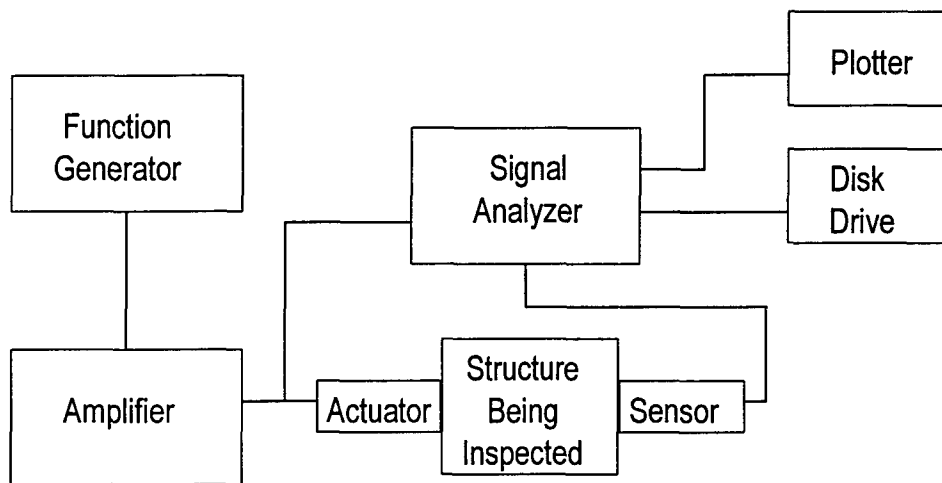 Function
Generator
Signal
Analyzer
Plotter
Disk
Drive
Amplifier
Actuator
Structure
Being
Inspected
Sensor